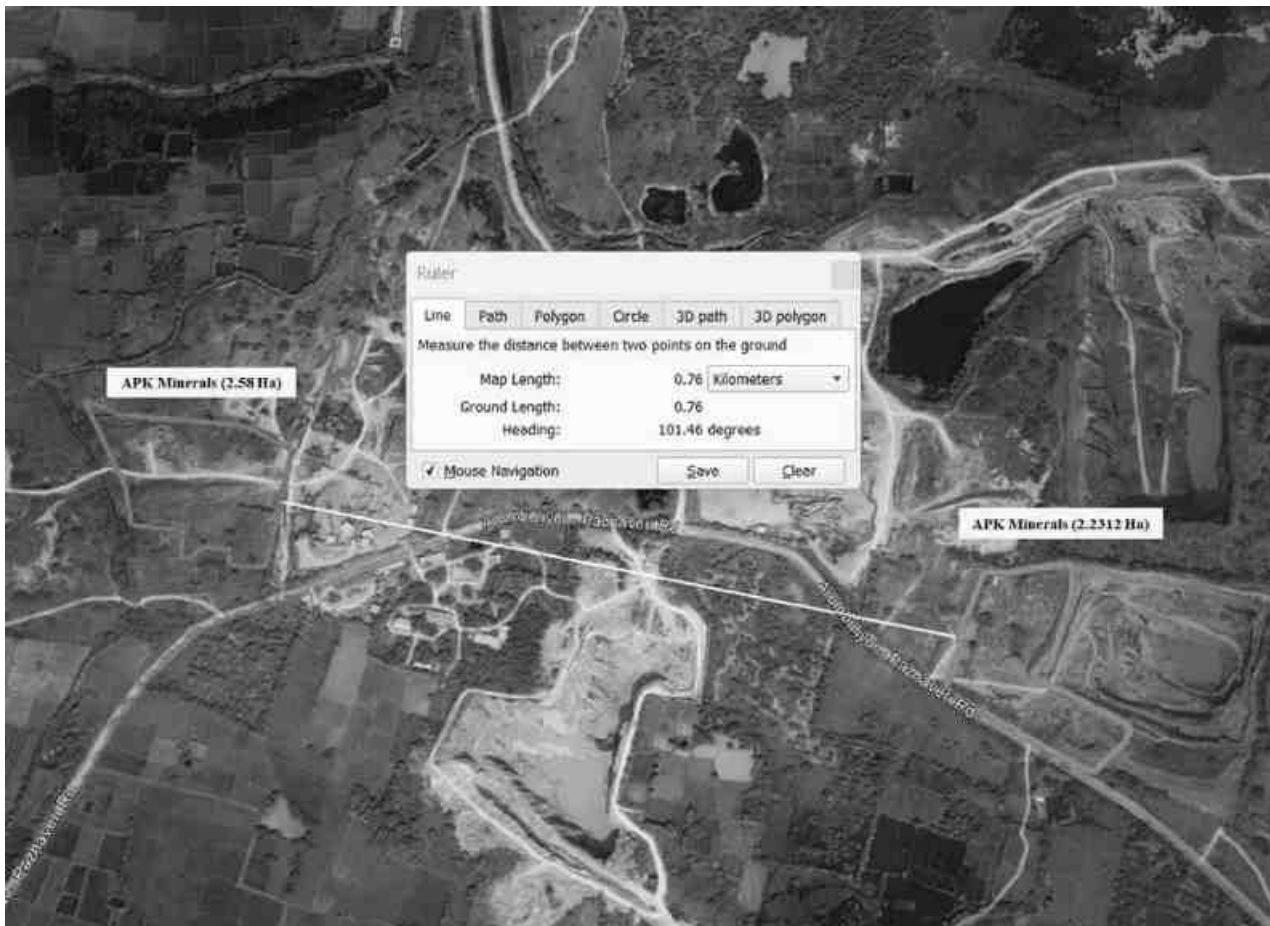 Ruler
Line Path Polygon Circle 3D path 3D polygon
Measure the distance between two points on the ground
Map Length: 0.76 Kilometers
Ground Length: 0.76
Heading: 101.46 degrees
Mouse Navigation Save Clear
APK Minerals (2.58 Ha)
APK Minerals (2.2312 Ha)